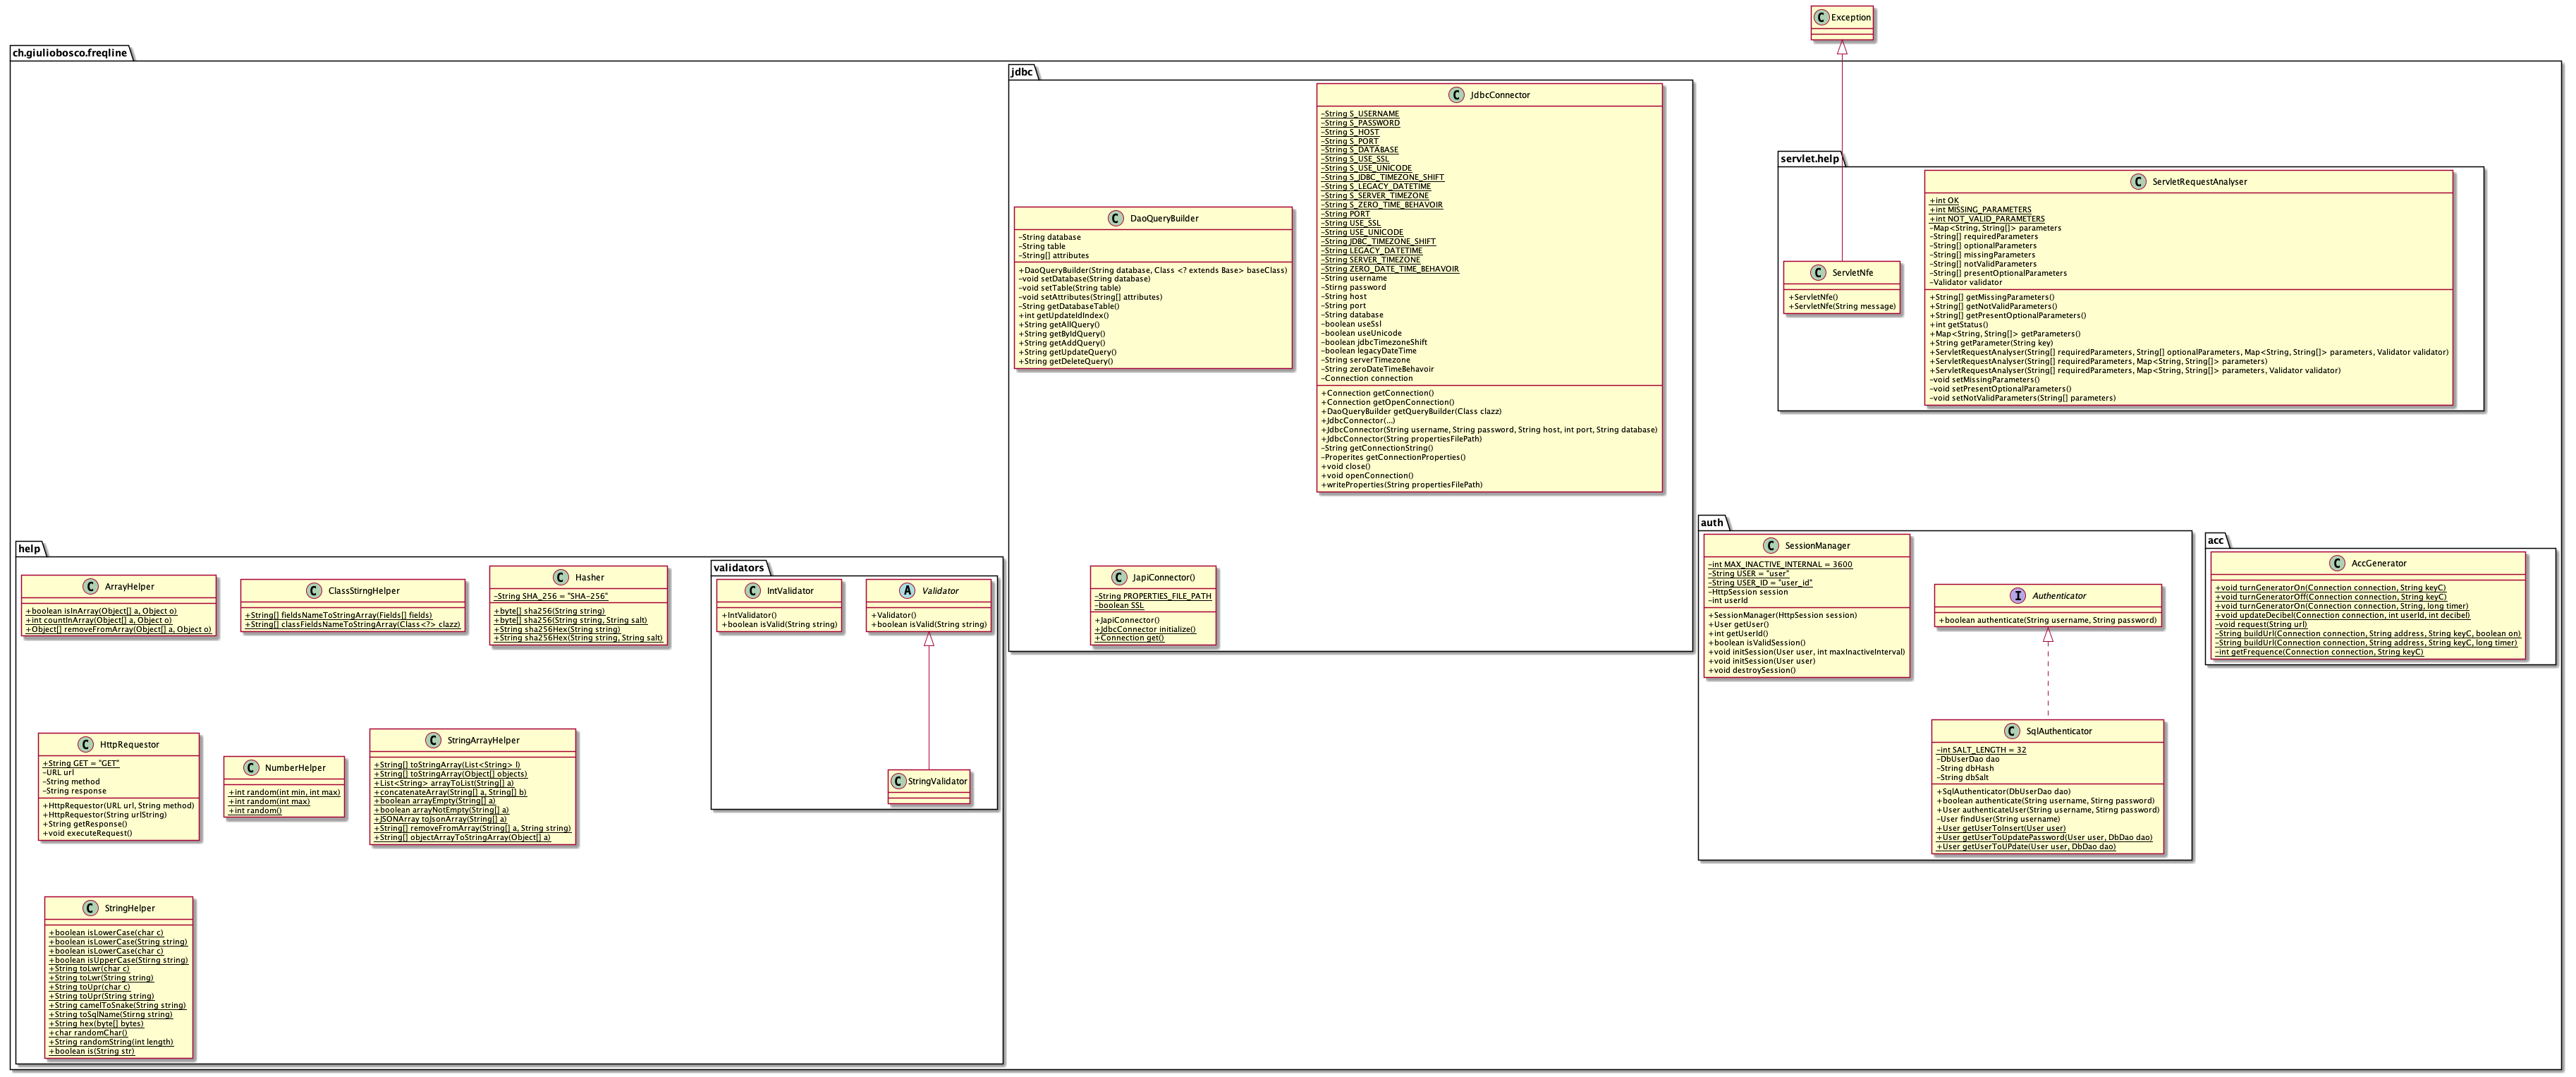 Exception
ch.giuliobosco.freqline
jdbc
JdbcConnector
-String S_USERNAME
-String S_PASSWORD
-String S_HOST
-String S_PORT
-String S_DATABASE
-String S_USE_SSL
-String S_USE_UNICODE
-String S_JDBC_TIMEZONE_SHIFT
-String S_LEGACY_DATETIME
-String S_SERVER_TIMEZONE
-String S_ZERO_TIME_BEHAVOIR
-String PORT
-String USE_SSL
-String USE_UNICODE
-String JDBC_TIMEZONE_SHIFT
-String LEGACY_DATETIME
-String SERVER_TIMEZONE
-String ZERO_DATE_TIME_BEHAVOIR
-String username
-Stirng password
-String host
-String port
-String database
-boolean useSsl
-boolean useUnicode
-boolean jdbcTimezoneShift
-boolean legacyDateTime
-String serverTimezone
-String zeroDateTimeBehavoir
-Connection connection
+Connection getConnection()
+Connection getOpenConnection()
+DaoQueryBuilder getQueryBuilder(Class clazz)
+JdbcConnector(...)
+JdbcConnector(String username, String password, String host, int port, String database)
+JdbcConnector(String propertiesFilePath)
-String getConnectionString()
-Properites getConnectionProperties()
+void close()
+void openConnection()
+writeProperties(String propertiesFilePath)
DaoQueryBuilder
-String database
-String table
-String[] attributes
+DaoQueryBuilder(String database, Class <? extends Base> baseClass)
-void setDatabase(String database)
-void setTable(String table)
-void setAttributes(String[] attributes)
-String getDatabaseTable()
+int getUpdateIdIndex()
+String getAllQuery()
+String getByIdQuery()
+String getAddQuery()
+String getUpdateQuery()
+String getDeleteQuery()
JapiConnector()
-String PROPERTIES_FILE_PATH
-boolean SSL
+JapiConnector()
+JdbcConnector initialize()
+Connection get()
servlet.help
ServletNfe
+ServletNfe()
+ServletNfe(String message)
ServletRequestAnalyser
+int OK
+int MISSING_PARAMETERS
+int NOT_VALID_PARAMETERS
-Map<String, String[]> parameters
-String[] requiredParameters
-String[] optionalParameters
-String[] missingParameters
-String[] notValidParameters
-String[] presentOptionalParameters
-Validator validator
+String[] getMissingParameters()
+String[] getNotValidParameters()
+String[] getPresentOptionalParameters()
+int getStatus()
+Map<String, String[]> getParameters()
+String getParameter(String key)
+ServletRequestAnalyser(String[] requiredParameters, String[] optionalParameters, Map<String, String[]> parameters, Validator validator)
+ServletRequestAnalyser(String[] requiredParameters, Map<String, String[]> parameters)
+ServletRequestAnalyser(String[] requiredParameters, Map<String, String[]> parameters, Validator validator)
-void setMissingParameters()
-void setPresentOptionalParameters()
-void setNotValidParameters(String[] parameters)
help
ArrayHelper
+boolean isInArray(Object[] a, Object o)
+int countInArray(Object[] a, Object o)
+Object[] removeFromArray(Object[] a, Object o)
ClassStirngHelper
+String[] fieldsNameToStringArray(Fields[] fields)
+String[] classFieldsNameToStringArray(Class<?> clazz)
Hasher
-String SHA_256 = "SHA-256"
+byte[] sha256(String string)
+byte[] sha256(String string, String salt)
+String sha256Hex(String string)
+String sha256Hex(String string, String salt)
validators
IntValidator
+IntValidator()
+boolean isValid(String string)
Validator
+Validator()
+boolean isValid(String string)
StringValidator
HttpRequestor
+String GET = "GET"
-URL url
-String method
-String response
+HttpRequestor(URL url, String method)
+HttpRequestor(String urlString)
+String getResponse()
+void executeRequest()
NumberHelper
+int random(int min, int max)
+int random(int max)
+int random()
StringArrayHelper
+String[] toStringArray(List<String> l)
+String[] toStringArray(Object[] objects)
+List<String> arrayToList(String[] a)
+concatenateArray(String[] a, String[] b)
+boolean arrayEmpty(String[] a)
+boolean arrayNotEmpty(String[] a)
+JSONArray toJsonArray(String[] a)
+String[] removeFromArray(String[] a, String string)
+String[] objectArrayToStringArray(Object[] a)
StringHelper
+boolean isLowerCase(char c)
+boolean isLowerCase(String string)
+boolean isLowerCase(char c)
+boolean isUpperCase(Stirng string)
+String toLwr(char c)
+String toLwr(String string)
+String toUpr(char c)
+String toUpr(String string)
+String camelToSnake(String string)
+String toSqlName(Stirng string)
+String hex(byte[] bytes)
+char randomChar()
+String randomString(int length)
+boolean is(String str)
auth
SessionManager
-int MAX_INACTIVE_INTERNAL = 3600
-String USER = "user"
-String USER_ID = "user_id"
-HttpSession session
-int userId
+SessionManager(HttpSession session)
+User getUser()
+int getUserId()
+boolean isValidSession()
+void initSession(User user, int maxInactiveInterval)
+void initSession(User user)
+void destroySession()
Authenticator
+boolean authenticate(String username, String password)
SqlAuthenticator
-int SALT_LENGTH = 32
-DbUserDao dao
-String dbHash
-String dbSalt
+SqlAuthenticator(DbUserDao dao)
+boolean authenticate(String username, Stirng password)
+User authenticateUser(String username, Stirng password)
-User findUser(String username)
+User getUserToInsert(User user)
+User getUserToUpdatePassword(User user, DbDao dao)
+User getUserToUPdate(User user, DbDao dao)
acc
AccGenerator
+void turnGeneratorOn(Connection connection, String keyC)
+void turnGeneratorOff(Connection connection, String keyC)
+void turnGeneratorOn(Connection connection, String, long timer)
+void updateDecibel(Connection connection, int userId, int decibel)
-void request(String url)
-String buildUrl(Connection connection, String address, String keyC, boolean on)
-String buildUrl(Connection connection, String address, String keyC, long timer)
-int getFrequence(Connection connection, String keyC)